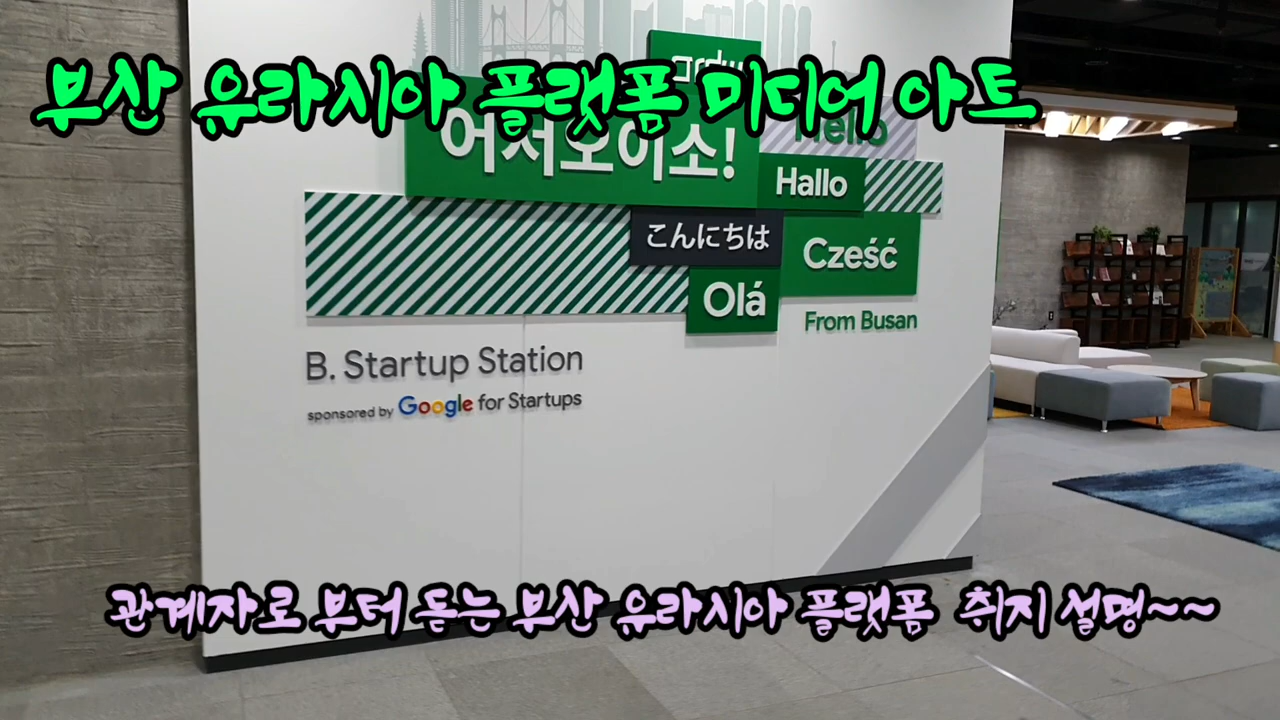 부산 유라시아 플랫폼 미디어 아트
어서오이소!
Hello
Hallo
こんにちは
Cześć
Olá
From Busan
B. Startup Station
sponsored by Google for Startups
관계자로 부터 듣는 부산 유라시아 플랫폼 취지 설명~~